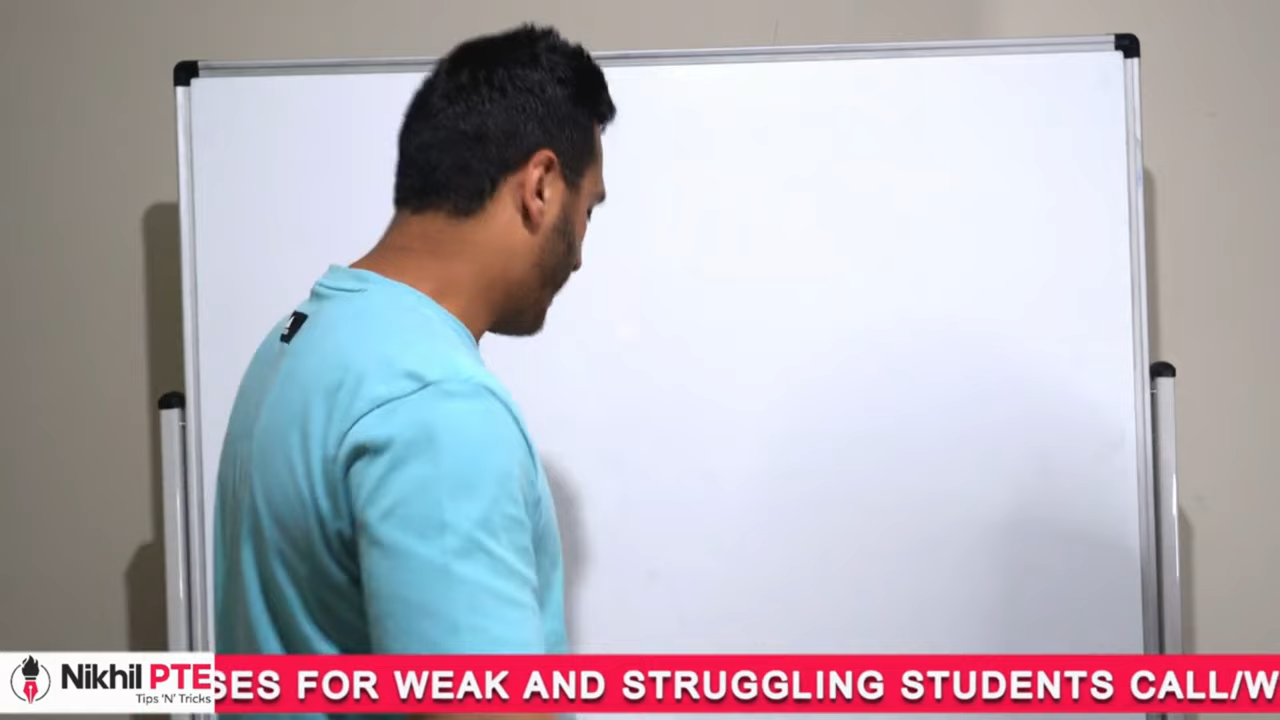 Nikhil PTE
Tips 'N' Tricks
SES FOR WEAK AND STRUGGLING STUDENTS CALL/W